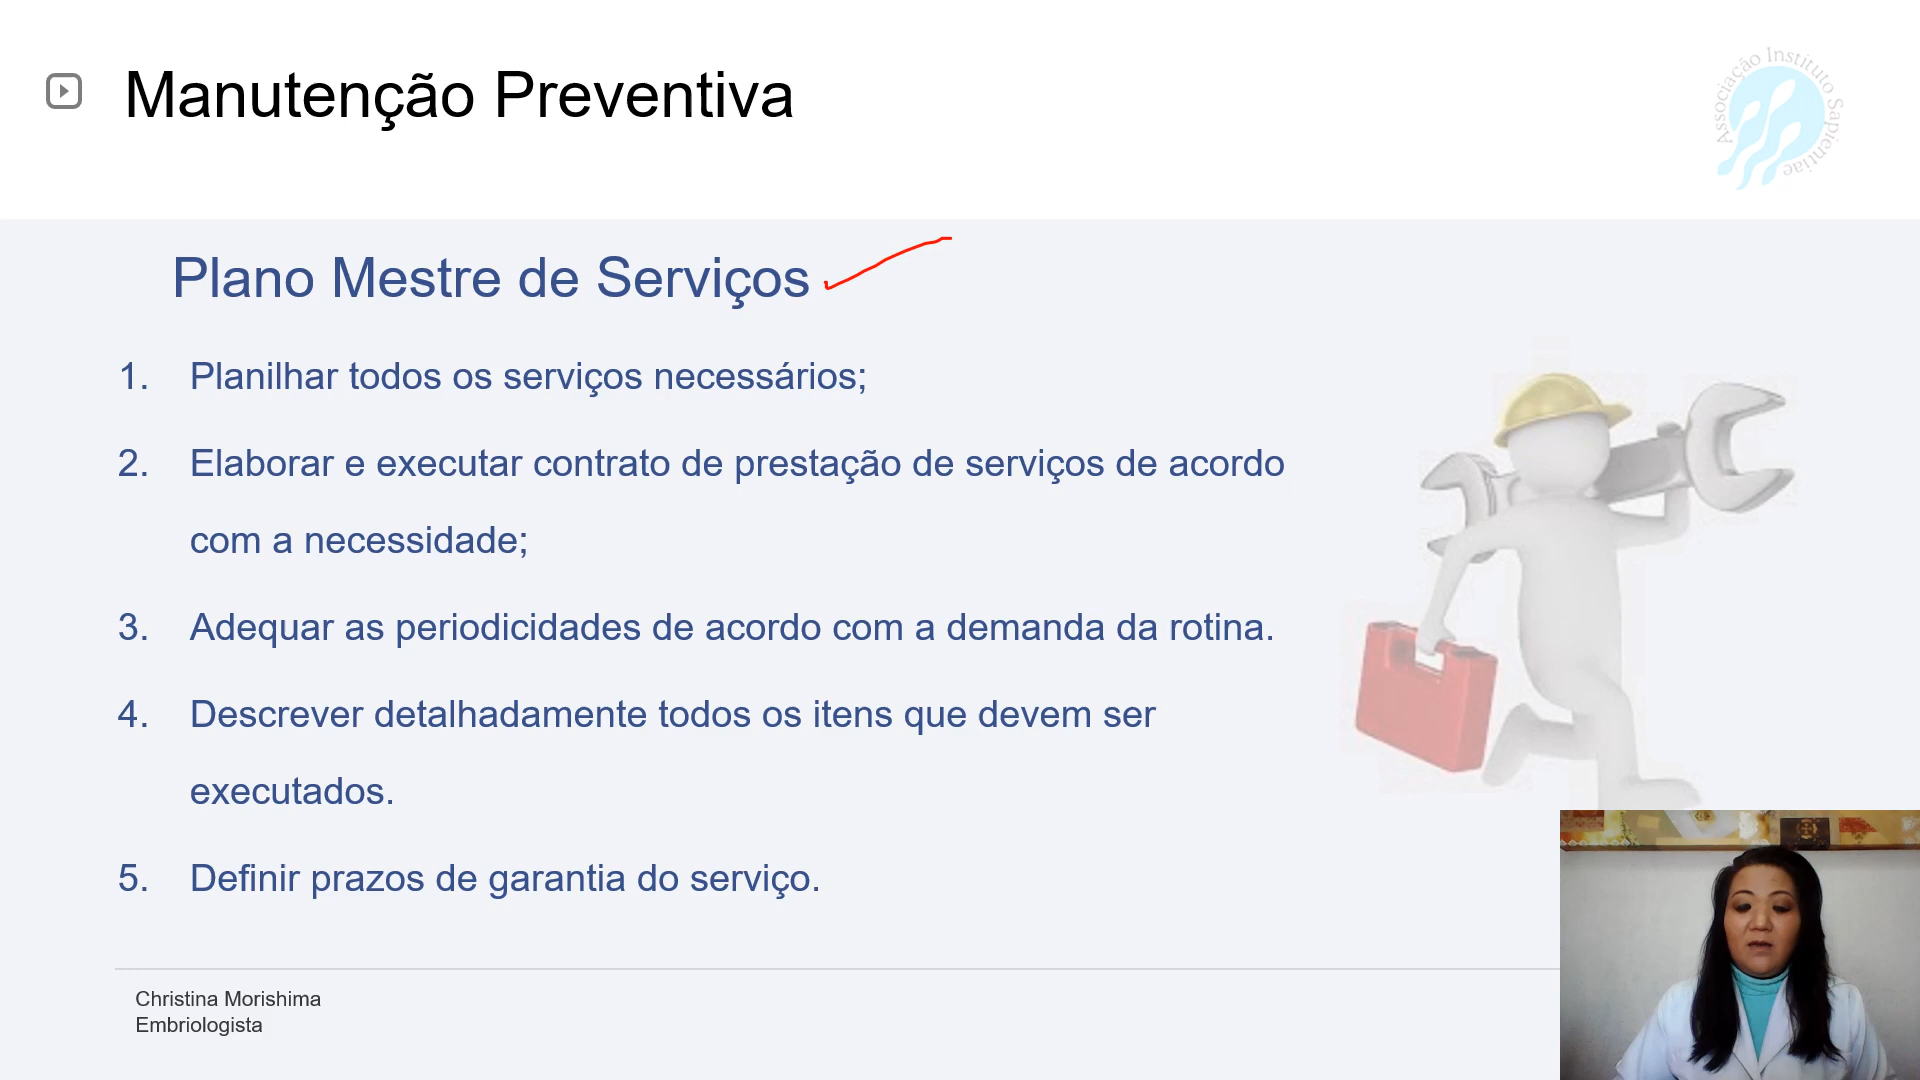 Manutenção Preventiva
Associação Instituto Sapientiae
Plano Mestre de Serviços
1. Planilhar todos os serviços necessários;
2. Elaborar e executar contrato de prestação de serviços de acordo
com a necessidade;
3. Adequar as periodicidades de acordo com a demanda da rotina.
4. Descrever detalhadamente todos os itens que devem ser
executados.
5. Definir prazos de garantia do serviço.
Christina Morishima
Embriologista